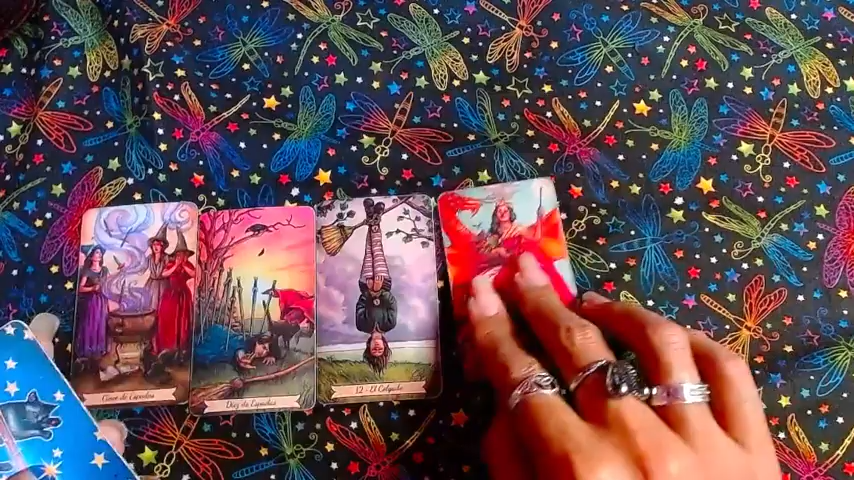 Cinco de Espadas
Diez de Espadas
12 - El Colgado